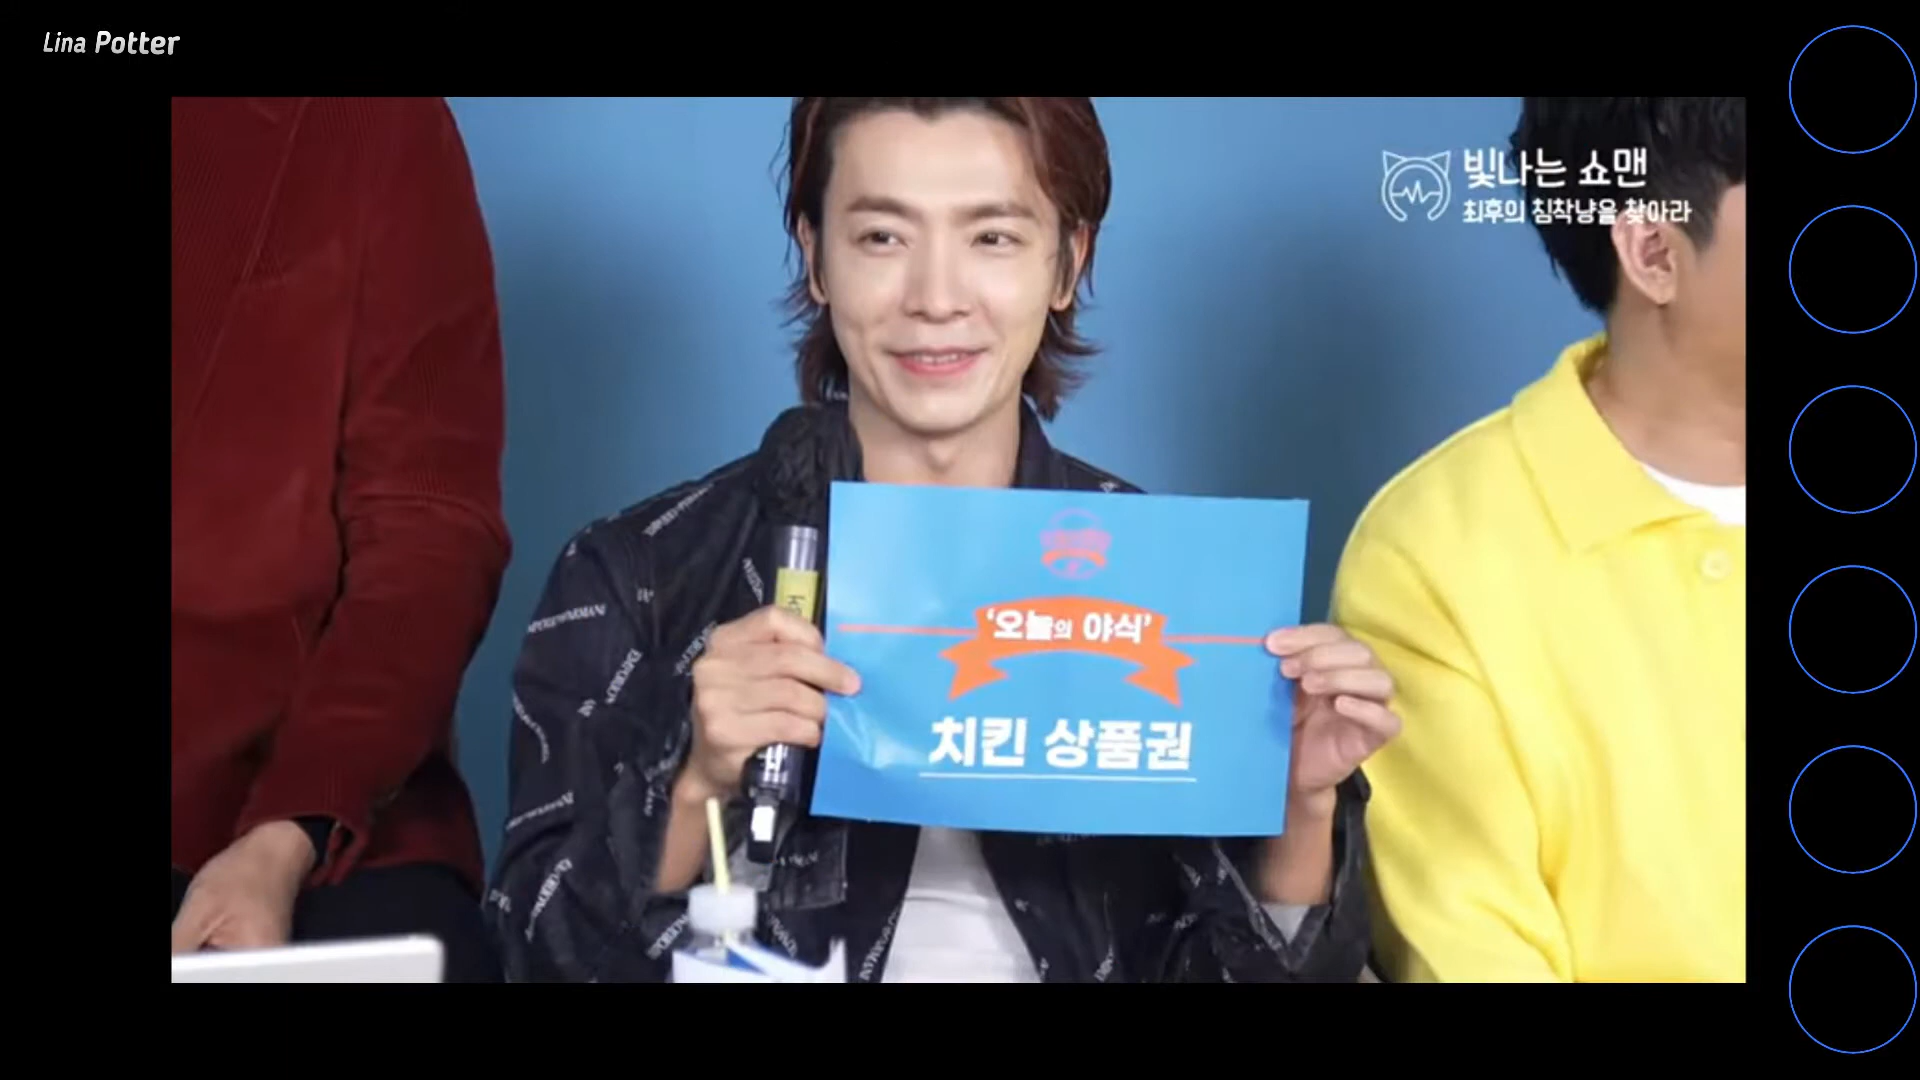 Lina Potter
빛나는 쇼맨
최후의 침착냥을 찾아라
‘오늘의 야식’
치킨 상품권